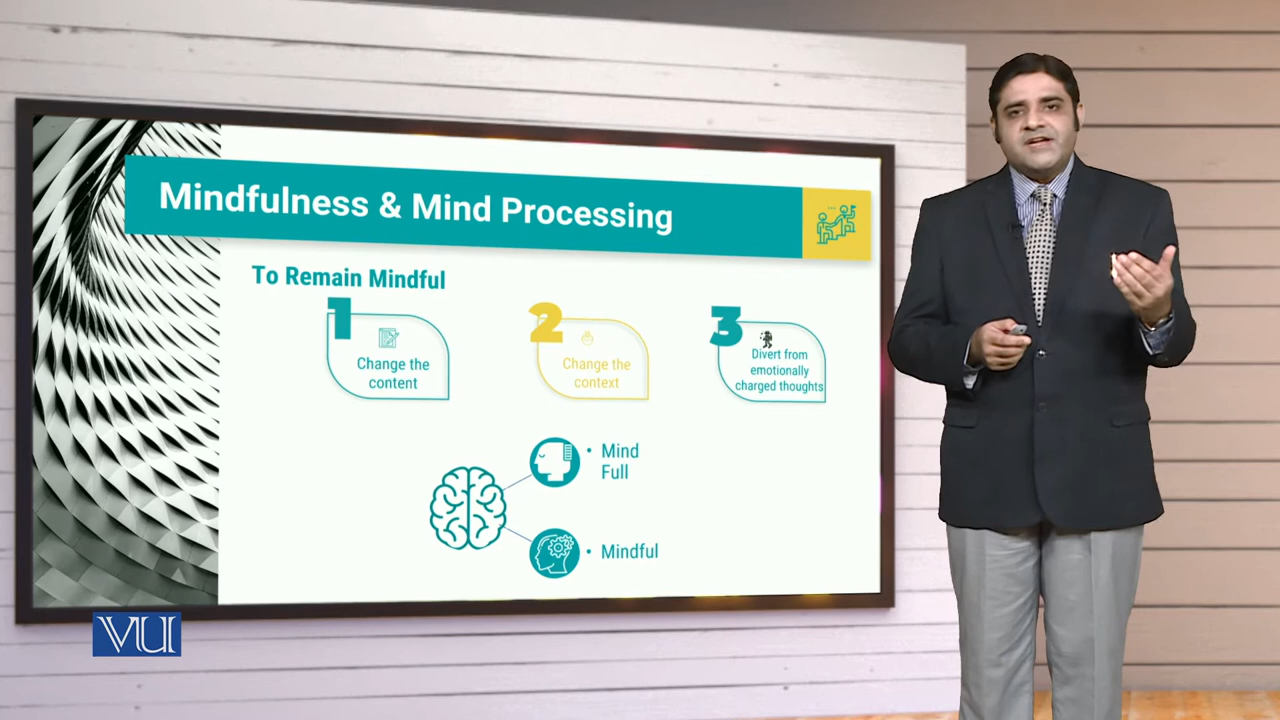 Mindfulness & Mind Processing
To Remain Mindful
1
Change the
content
2
Change the
context
3
Divert from
emotionally
charged thoughts
• Mind
Full
• Mindful
VU